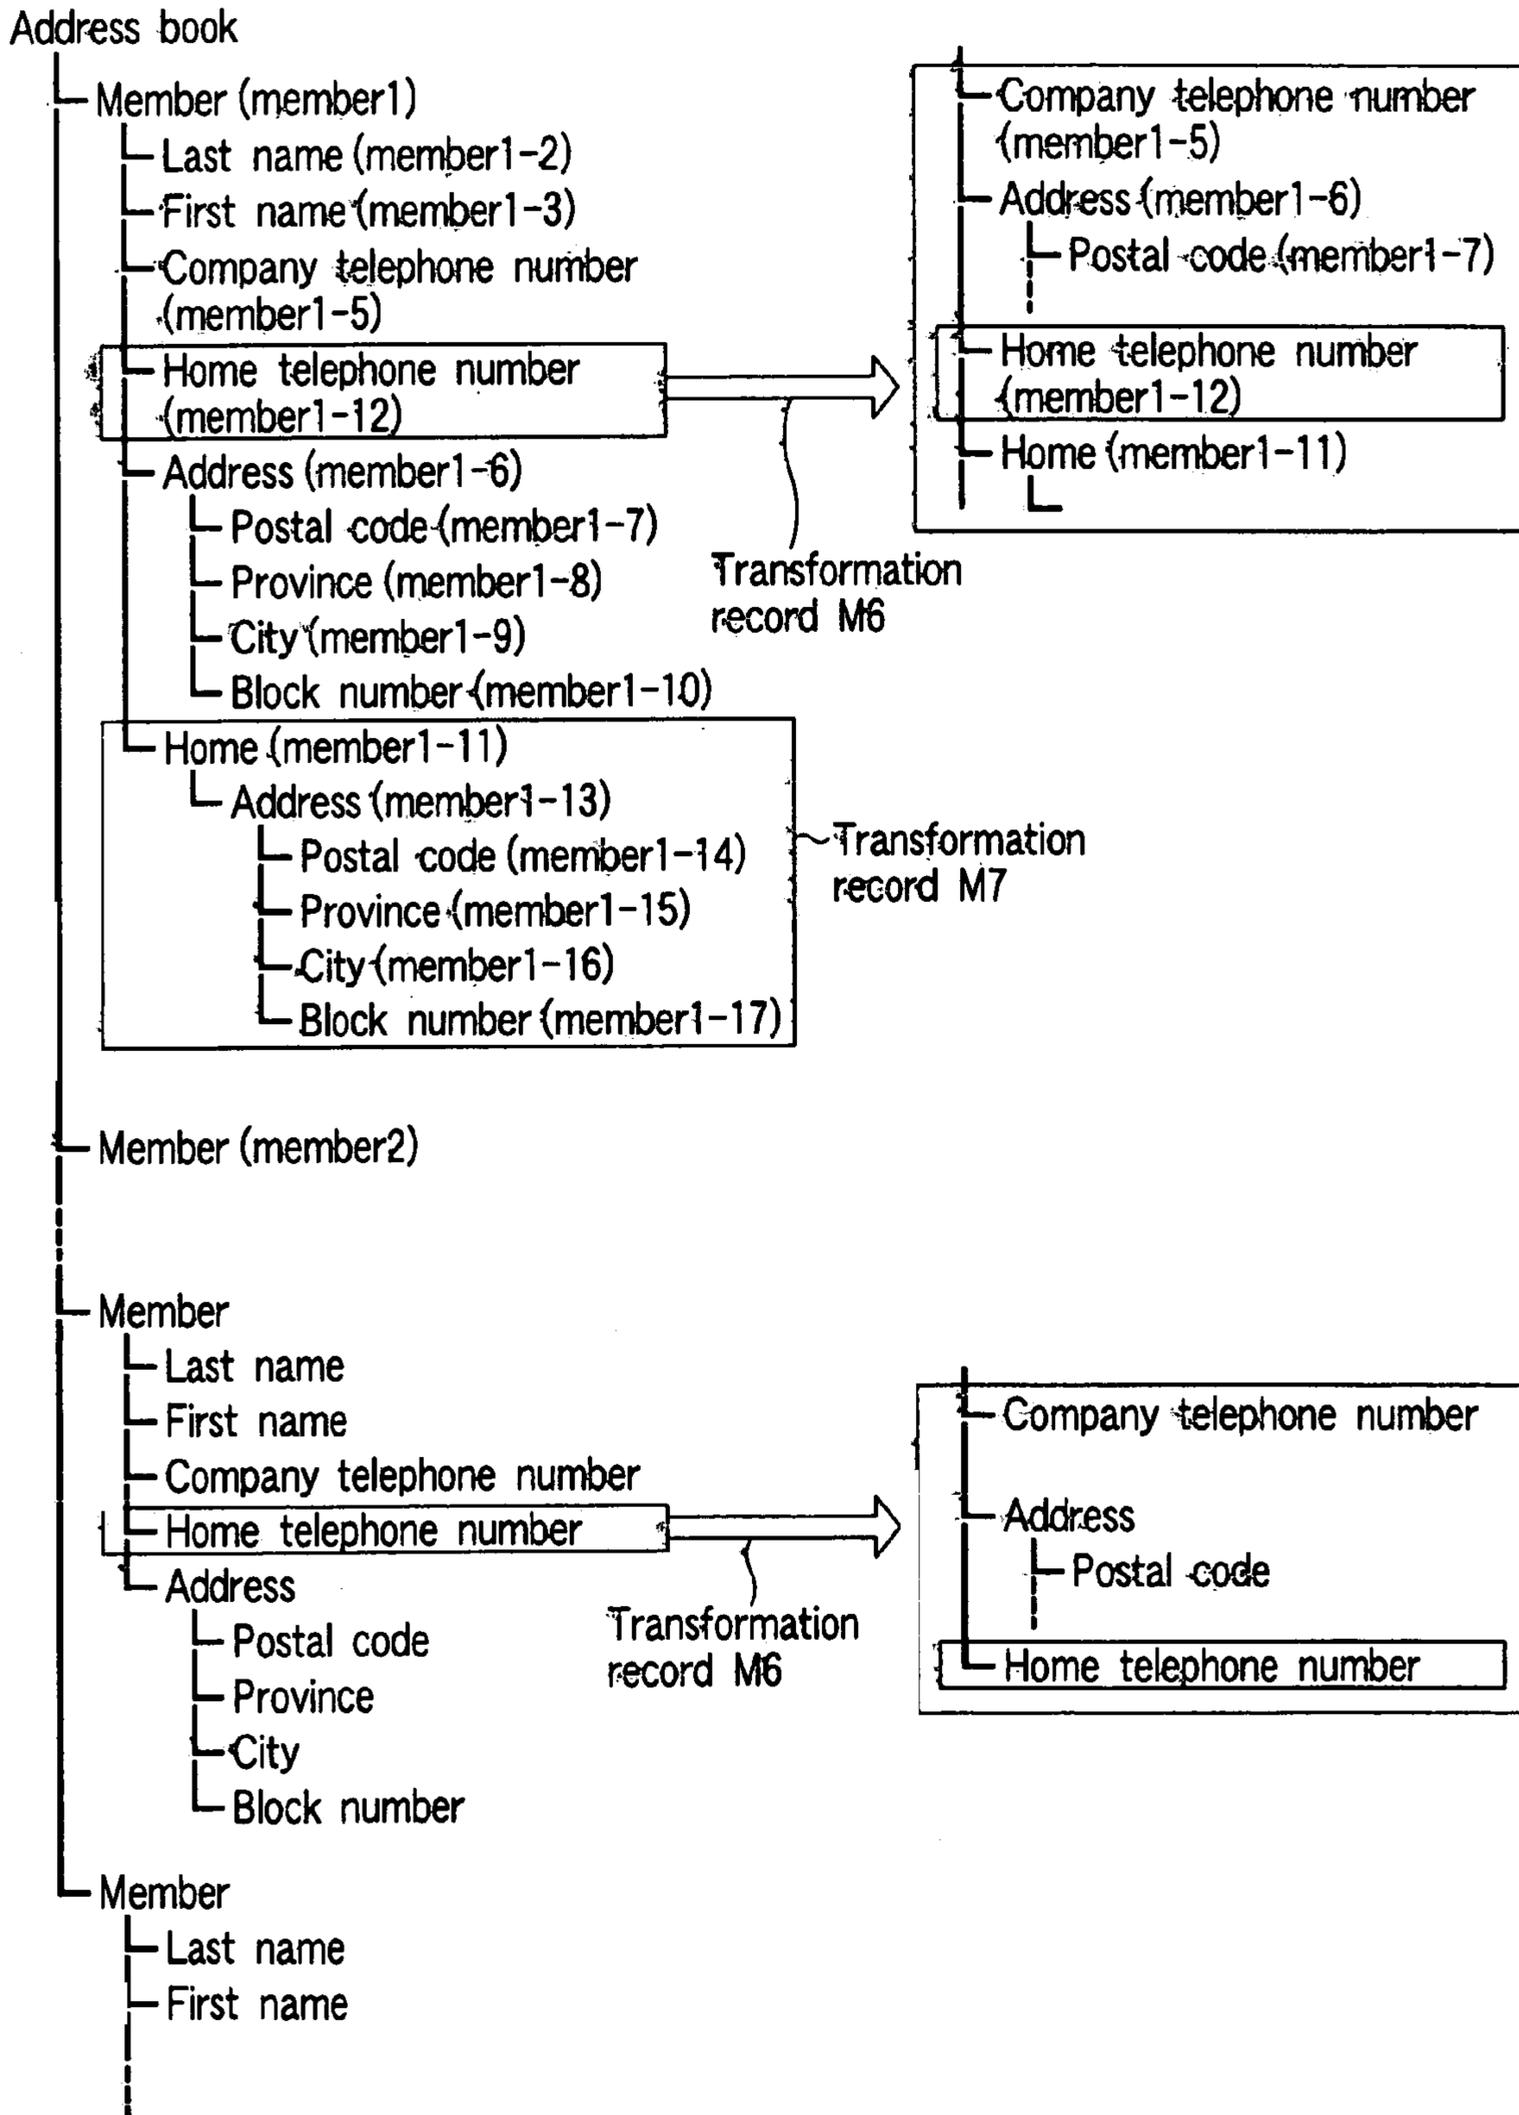 Address book
Member (member1)
Last name (member1-2)
First name (member1-3)
Company telephone number
(member1-5)
Home telephone number
(member1-12)
Address (member1-6)
Postal code (member1-7)
Province (member1-8)
City (member1-9)
Block number (member1-10)
Home (member1-11)
Address (member1-13)
Postal code (member1-14)
Province (member1-15)
City (member1-16)
Block number (member1-17)
Company telephone number
(member1-5)
Address (member1-6)
Postal code (member1-7)
Home telephone number
(member1-12)
Home (member1-11)
Transformation
record M6
Transformation
record M7
Member (member2)
Member
Last name
First name
Company telephone number
Home telephone number
Address
Postal code
Province
City
Block number
Company telephone number
Address
Postal code
Home telephone number
Transformation
record M6
Member
Last name
First name